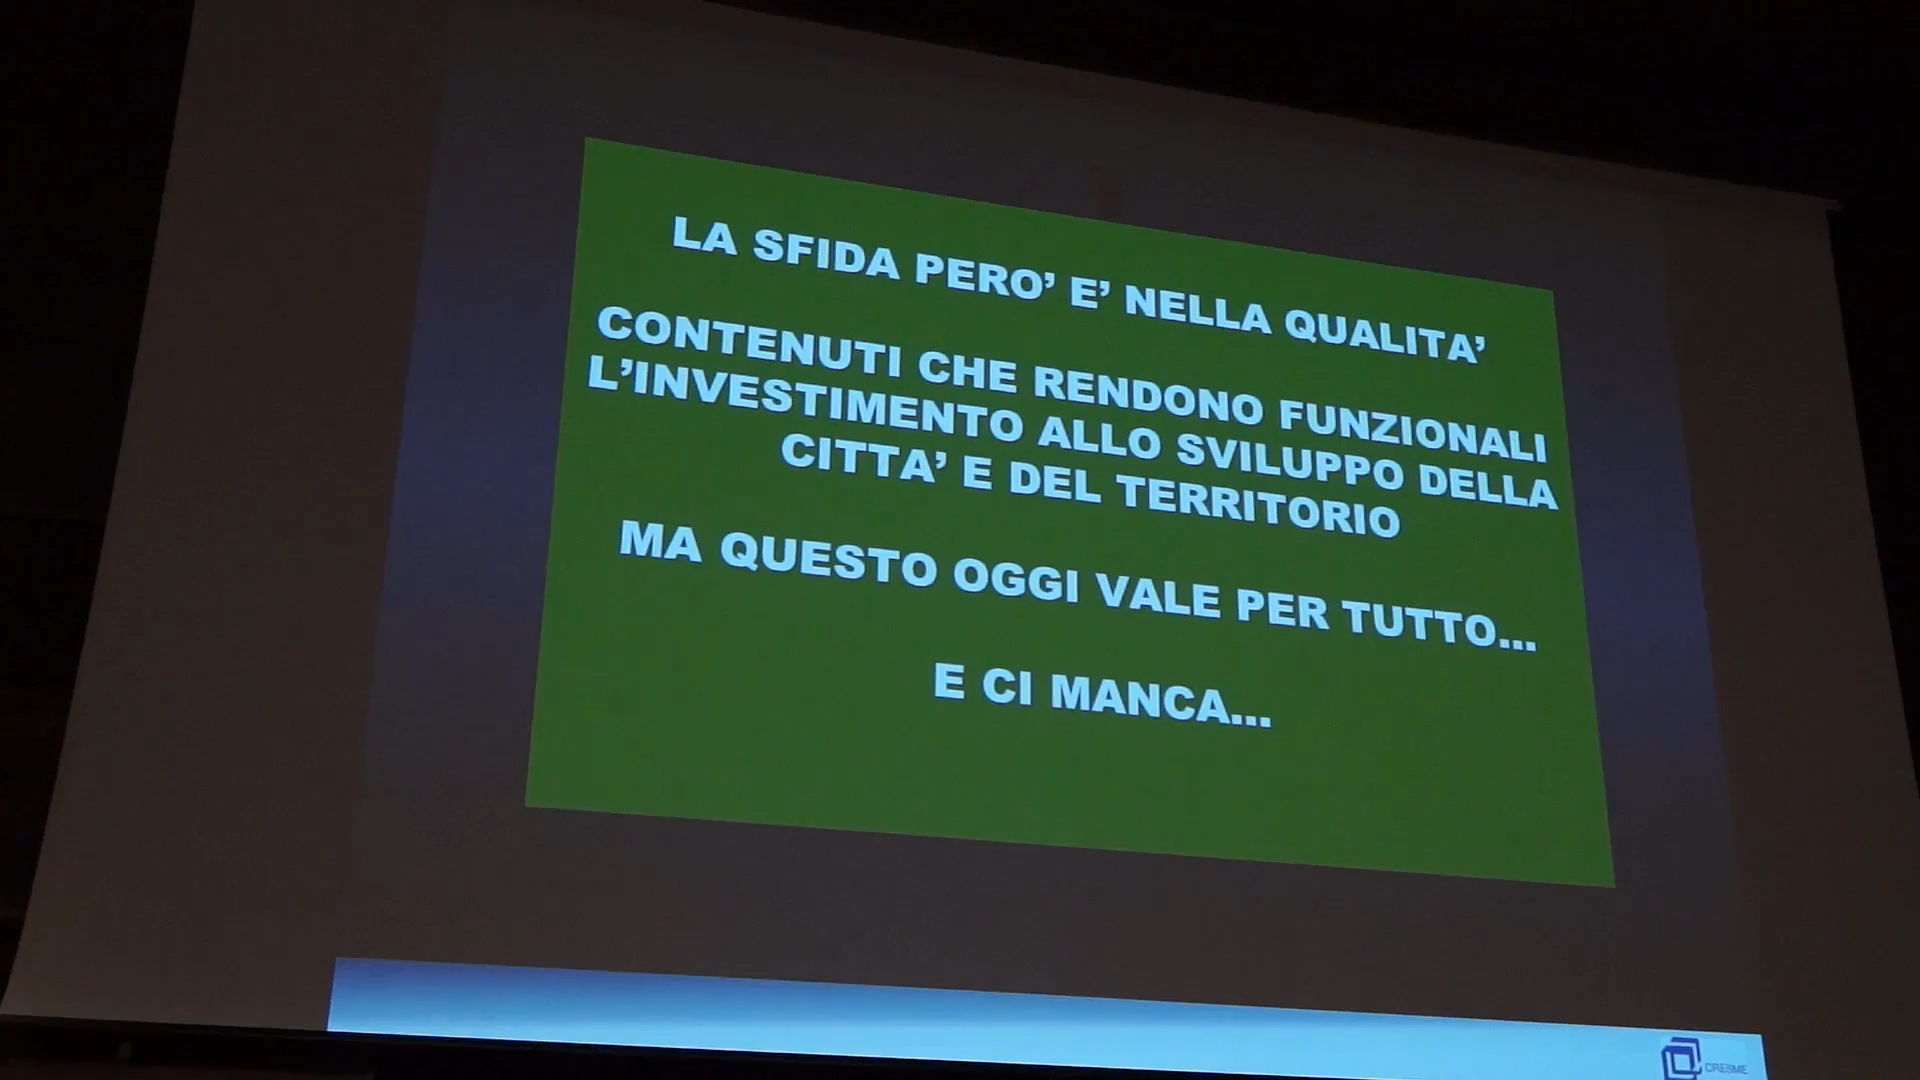 LA SFIDA PERO' E' NELLA QUALITA'
CONTENUTI CHE RENDONO FUNZIONALI
L'INVESTIMENTO ALLO SVILUPPO DELLA
CITTA' E DEL TERRITORIO
MA QUESTO OGGI VALE PER TUTTO...
E CI MANCA...
CRESME